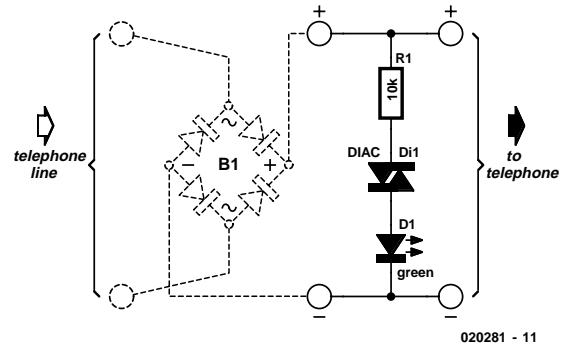 + +
R1
10k
~
DIAC Di1
telephone
line
− B1 +
to
telephone
~
D1
green
− −
020281 - 11